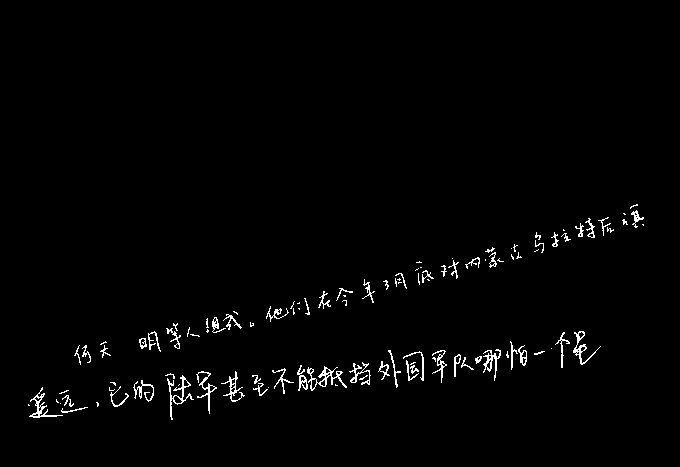 何天 明等人组成。他们在今年3月底对内蒙古乌拉特后旗
遥远,它的陆军甚至不能抵挡外国军队哪怕一个星